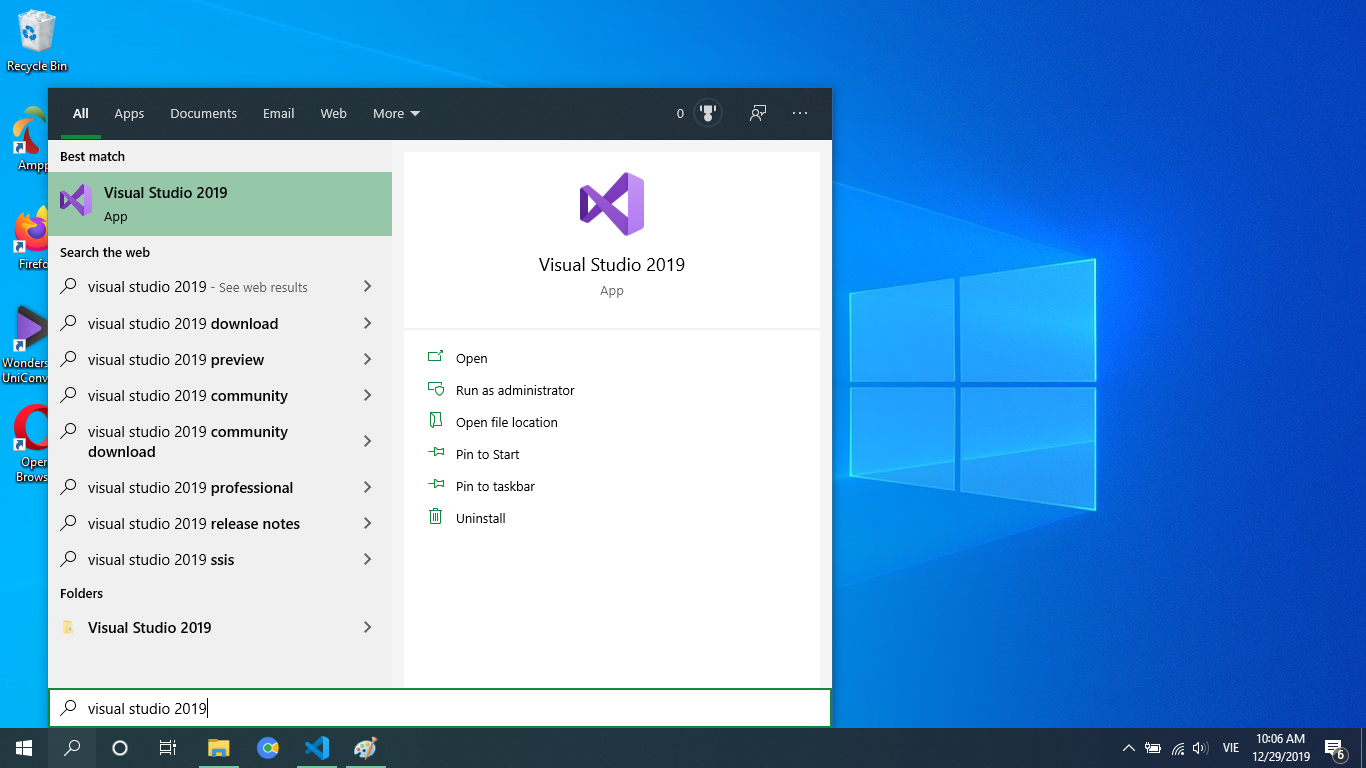 Recycle Bin
Ampp
Firefo
Wonders
UniConv
Oper
Brows
All
Apps
Documents
Email
Web
More
0
Best match
Visual Studio 2019
App
Search the web
visual studio 2019 - See web results
visual studio 2019 download
visual studio 2019 preview
visual studio 2019 community
visual studio 2019 community
download
visual studio 2019 professional
visual studio 2019 release notes
visual studio 2019 ssis
Folders
Visual Studio 2019
Visual Studio 2019
App
Open
Run as administrator
Open file location
Pin to Start
Pin to taskbar
Uninstall
visual studio 2019
VIE
10:06 AM
12/29/2019
6